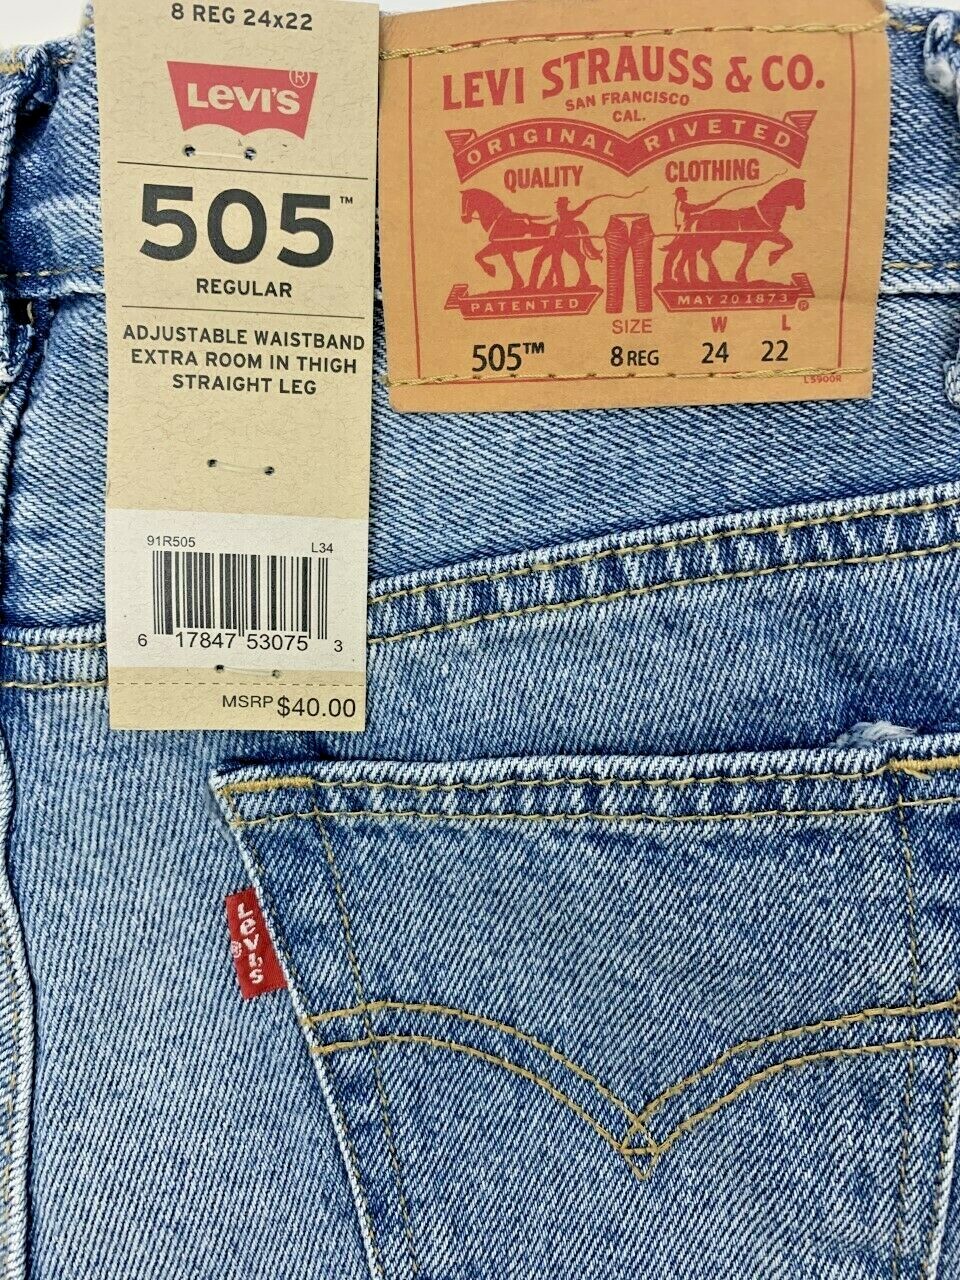 8 REG 24x22
LEVI'S®
505™
REGULAR
ADJUSTABLE WAISTBAND
EXTRA ROOM IN THIGH
STRAIGHT LEG
91R505 L34
6 17847 53075 3
MSRP $40.00
LEVI STRAUSS & CO.
SAN FRANCISCO
CAL.
ORIGINAL RIVETED
QUALITY CLOTHING
PATENTED MAY 20 1873 ®
SIZE W L
505™ 8 REG 24 22
L5900R
Levi's®